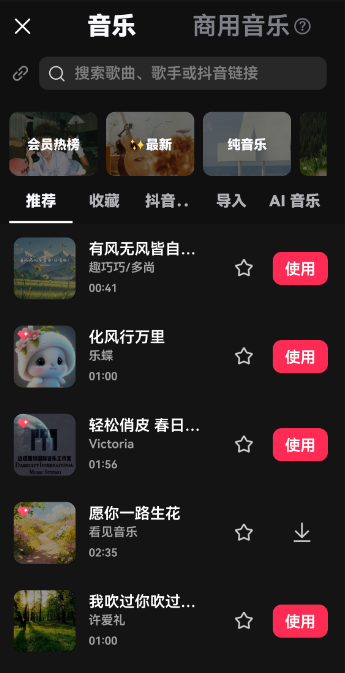 音乐
商用音乐
搜索歌曲、歌手或抖音链接
会员热榜
✨最新
纯音乐
推荐
收藏
抖音..
导入
AI 音乐
有风无风皆自...
趣巧巧/多尚
00:41
使用
化风行万里
乐蝶
01:00
使用
轻松俏皮 春日...
Victoria
01:56
使用
愿你一路生花
看见音乐
02:35
我吹过你吹过...
许爱礼
01:00
使用